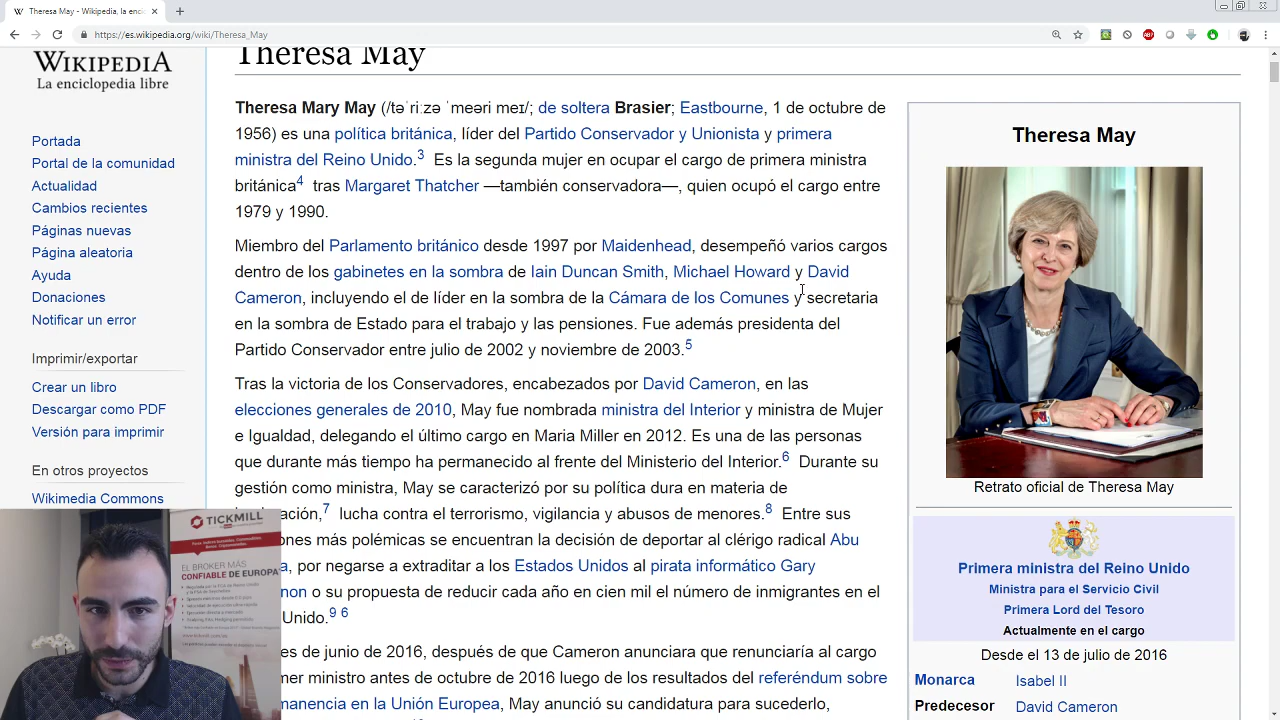 Theresa May - Wikipedia, la enci
https://es.wikipedia.org/wiki/Theresa_May
WIKIPEDIA
La enciclopedia libre
Portada
Portal de la comunidad
Actualidad
Cambios recientes
Páginas nuevas
Página aleatoria
Ayuda
Donaciones
Notificar un error
Imprimir/exportar
Crear un libro
Descargar como PDF
Versión para imprimir
En otros proyectos
Wikimedia Commons
Theresa May
Theresa Mary May (/təˈriːzə ˈmeəri meɪ/; de soltera Brasier; Eastbourne, 1 de octubre de
1956) es una política británica, líder del Partido Conservador y Unionista y primera
ministra del Reino Unido.3 Es la segunda mujer en ocupar el cargo de primera ministra
británica4 tras Margaret Thatcher —también conservadora—, quien ocupó el cargo entre
1979 y 1990.
Miembro del Parlamento británico desde 1997 por Maidenhead, desempeñó varios cargos
dentro de los gabinetes en la sombra de Iain Duncan Smith, Michael Howard y David
Cameron, incluyendo el de líder en la sombra de la Cámara de los Comunes y secretaria
en la sombra de Estado para el trabajo y las pensiones. Fue además presidenta del
Partido Conservador entre julio de 2002 y noviembre de 2003.5
Tras la victoria de los Conservadores, encabezados por David Cameron, en las
elecciones generales de 2010, May fue nombrada ministra del Interior y ministra de Mujer
e Igualdad, delegando el último cargo en Maria Miller en 2012. Es una de las personas
que durante más tiempo ha permanecido al frente del Ministerio del Interior.6 Durante su
gestión como ministra, May se caracterizó por su política dura en materia de
7 lucha contra el terrorismo, vigilancia y abusos de menores.8 Entre sus
ones más polémicas se encuentran la decisión de deportar al clérigo radical Abu
a, por negarse a extraditar a los Estados Unidos al pirata informático Gary
non o su propuesta de reducir cada año en cien mil el número de inmigrantes en el
Unido.9 6
es de junio de 2016, después de que Cameron anunciara que renunciaría al cargo
mer ministro antes de octubre de 2016 luego de los resultados del referéndum sobre
manencia en la Unión Europea, May anunció su candidatura para sucederlo,
Theresa May
Retrato oficial de Theresa May
Primera ministra del Reino Unido
Ministra para el Servicio Civil
Primera Lord del Tesoro
Actualmente en el cargo
Desde el 13 de julio de 2016
Monarca Isabel II
Predecesor David Cameron
TICKMILL
EL BROKER MÁS
CONFIABLE DE EUROPA